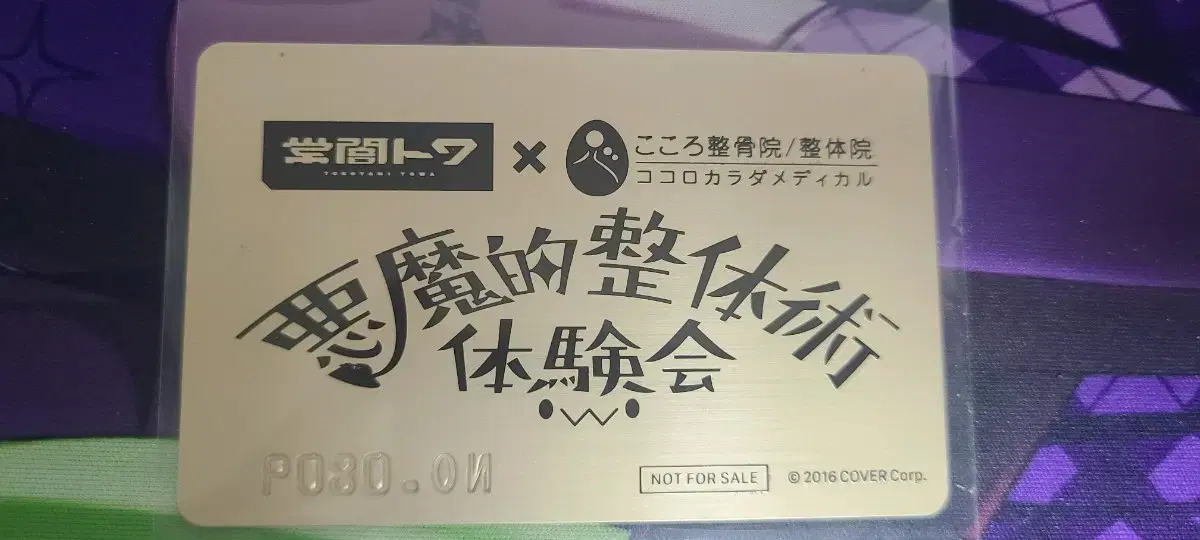 常闇トワ
TOKOYAMI TOWA
×
こころ整骨院/整体院
ココロカラダメディカル
悪魔的整体術
体験会
NO.0809
NOT FOR SALE
© 2016 COVER Corp.